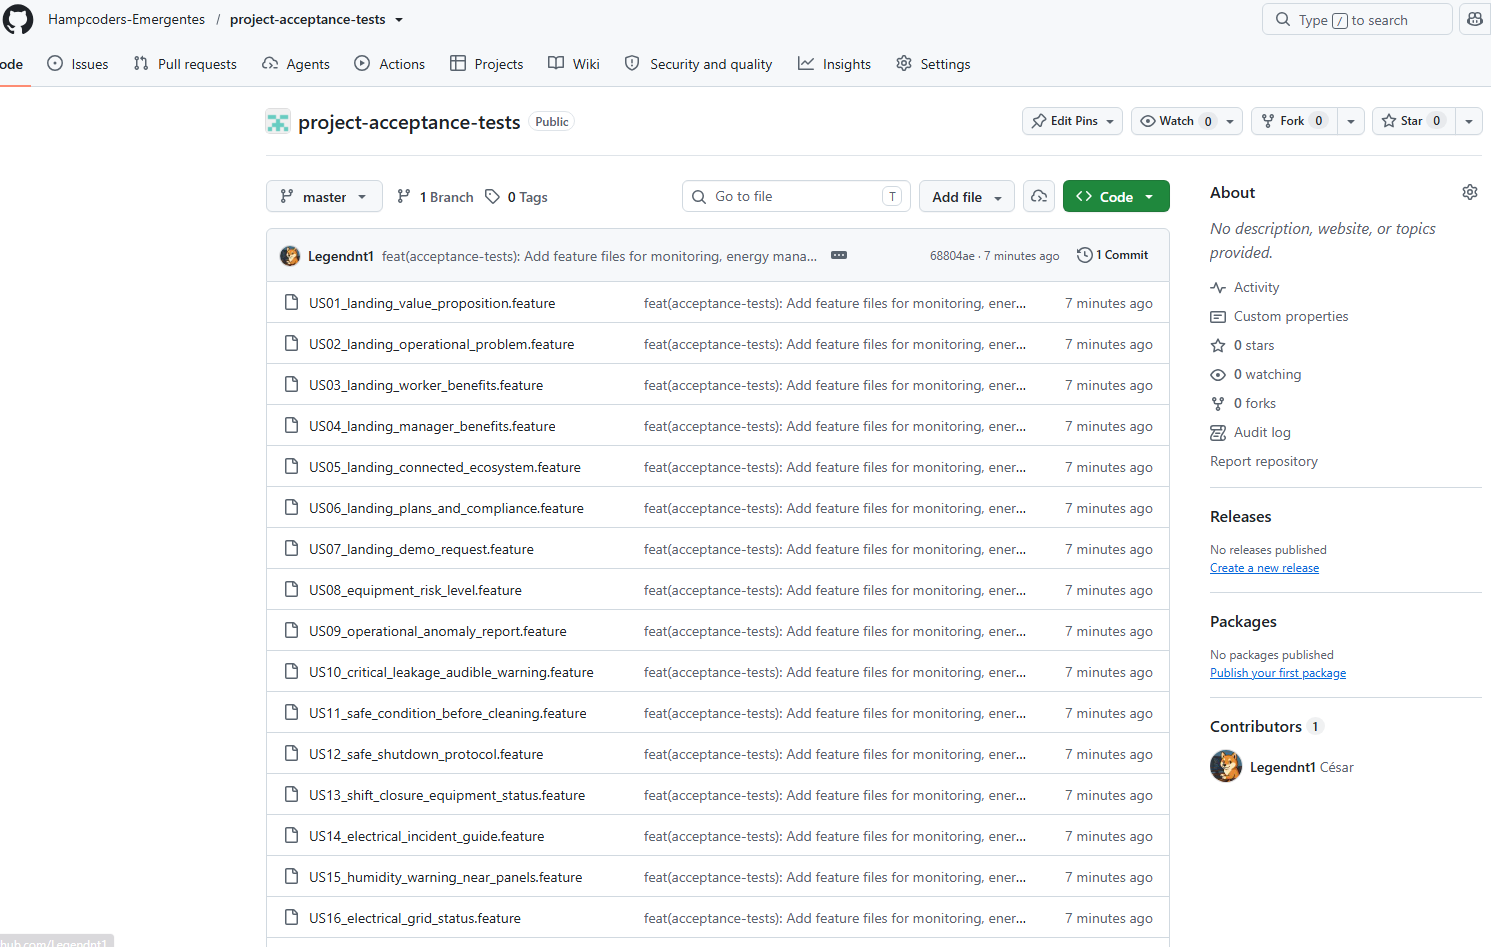 Hampcoders-Emergentes / project-acceptance-tests
Type / to search
ode Issues Pull requests Agents Actions Projects Wiki Security and quality Insights Settings
project-acceptance-tests Public
Edit Pins Watch 0 Fork 0 Star 0
master 1 Branch 0 Tags Go to file T Add file Code
Legendnt1 feat(acceptance-tests): Add feature files for monitoring, energy mana... 68804ae · 7 minutes ago 1 Commit
US01_landing_value_proposition.feature feat(acceptance-tests): Add feature files for monitoring, ener... 7 minutes ago
US02_landing_operational_problem.feature feat(acceptance-tests): Add feature files for monitoring, ener... 7 minutes ago
US03_landing_worker_benefits.feature feat(acceptance-tests): Add feature files for monitoring, ener... 7 minutes ago
US04_landing_manager_benefits.feature feat(acceptance-tests): Add feature files for monitoring, ener... 7 minutes ago
US05_landing_connected_ecosystem.feature feat(acceptance-tests): Add feature files for monitoring, ener... 7 minutes ago
US06_landing_plans_and_compliance.feature feat(acceptance-tests): Add feature files for monitoring, ener... 7 minutes ago
US07_landing_demo_request.feature feat(acceptance-tests): Add feature files for monitoring, ener... 7 minutes ago
US08_equipment_risk_level.feature feat(acceptance-tests): Add feature files for monitoring, ener... 7 minutes ago
US09_operational_anomaly_report.feature feat(acceptance-tests): Add feature files for monitoring, ener... 7 minutes ago
US10_critical_leakage_audible_warning.feature feat(acceptance-tests): Add feature files for monitoring, ener... 7 minutes ago
US11_safe_condition_before_cleaning.feature feat(acceptance-tests): Add feature files for monitoring, ener... 7 minutes ago
US12_safe_shutdown_protocol.feature feat(acceptance-tests): Add feature files for monitoring, ener... 7 minutes ago
US13_shift_closure_equipment_status.feature feat(acceptance-tests): Add feature files for monitoring, ener... 7 minutes ago
US14_electrical_incident_guide.feature feat(acceptance-tests): Add feature files for monitoring, ener... 7 minutes ago
US15_humidity_warning_near_panels.feature feat(acceptance-tests): Add feature files for monitoring, ener... 7 minutes ago
US16_electrical_grid_status.feature feat(acceptance-tests): Add feature files for monitoring, ener... 7 minutes ago
About
No description, website, or topics
provided.
Activity
Custom properties
0 stars
0 watching
0 forks
Audit log
Report repository
Releases
No releases published
Create a new release
Packages
No packages published
Publish your first package
Contributors 1
Legendnt1 César
hub.com/Legendnt1